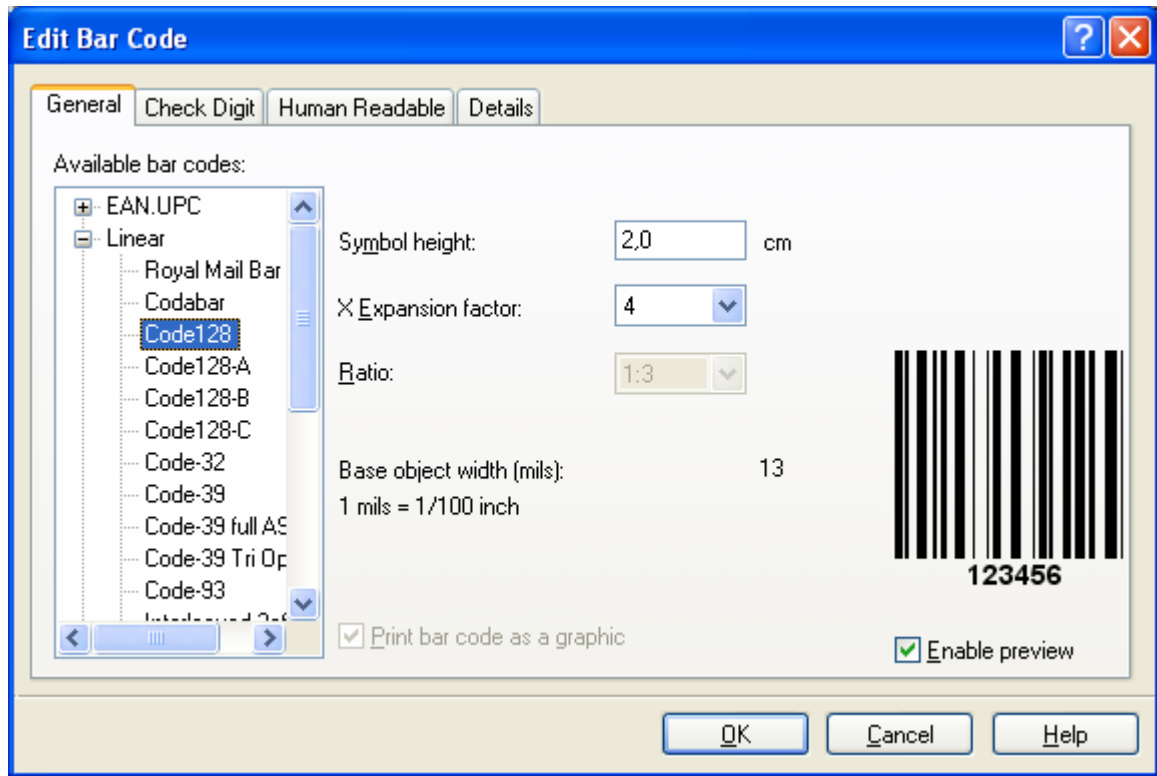 Edit Bar Code
General Check Digit Human Readable Details
Available bar codes:
EAN.UPC
Linear
Royal Mail Bar
Codabar
Code128
Code128-A
Code128-B
Code128-C
Code-32
Code-39
Code-39 full AS
Code-39 Tri Op
Code-93
Symbol height: 2,0 cm
X Expansion factor: 4
Ratio: 1:3
Base object width (mils): 13
1 mils = 1/100 inch
123456
Print bar code as a graphic
Enable preview
OK Cancel Help